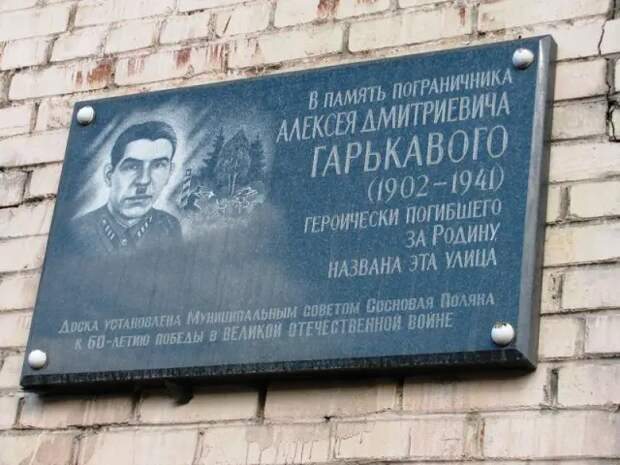 В ПАМЯТЬ ПОГРАНИЧНИКА
АЛЕКСЕЯ ДМИТРИЕВИЧА
ГАРЬКАВОГО
(1902-1941)
ГЕРОИЧЕСКИ ПОГИБШЕГО
ЗА РОДИНУ
НАЗВАНА ЭТА УЛИЦА
ДОСКА УСТАНОВЛЕНА МУНИЦИПАЛЬНЫМ СОВЕТОМ СОСНОВАЯ ПОЛЯНА
К 60-ЛЕТИЮ ПОБЕДЫ В ВЕЛИКОЙ ОТЕЧЕСТВЕННОЙ ВОЙНЕ